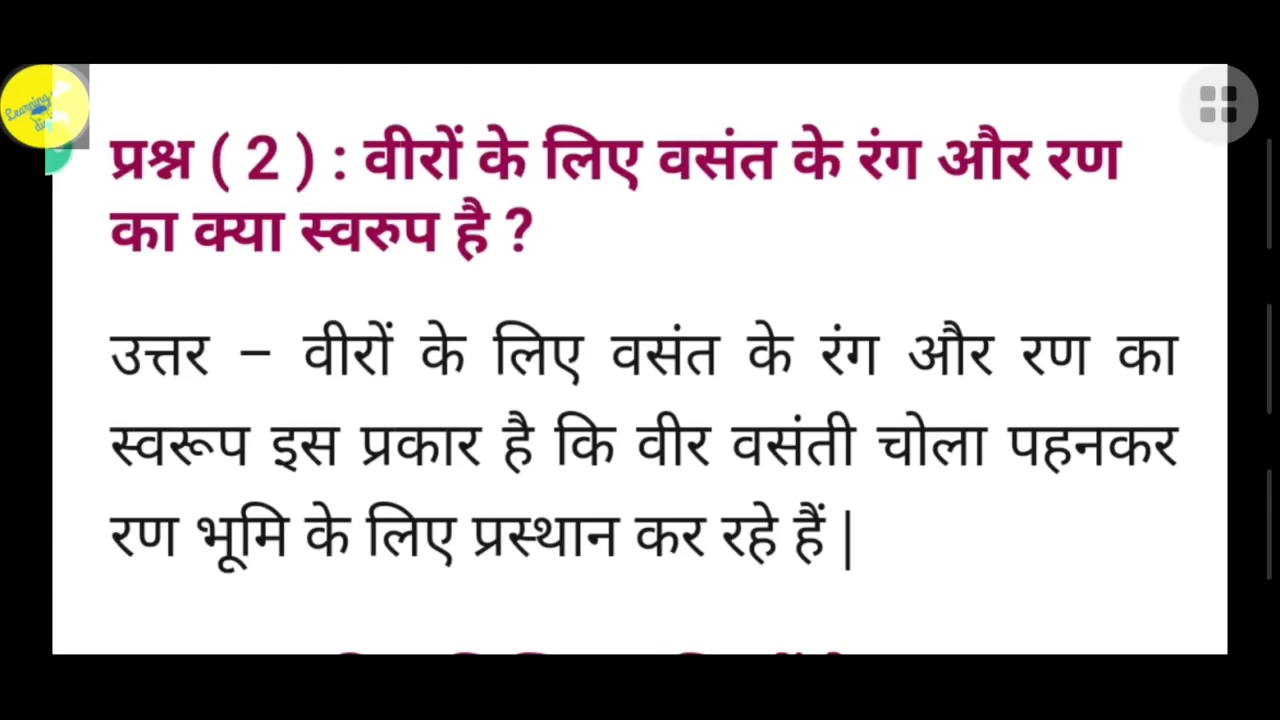 Learning
प्रश्न ( 2 ) : वीरों के लिए वसंत के रंग और रण
का क्या स्वरुप है ?
उत्तर – वीरों के लिए वसंत के रंग और रण का
स्वरूप इस प्रकार है कि वीर वसंती चोला पहनकर
रण भूमि के लिए प्रस्थान कर रहे हैं |